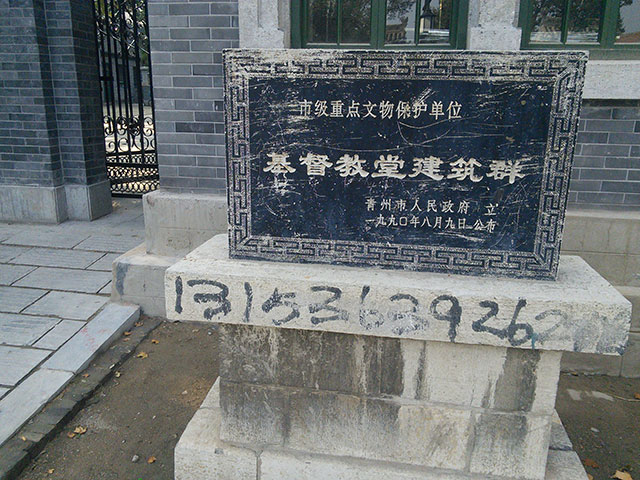 市级重点文物保护单位
基督教堂建筑群
青州市人民政府 立
一九九〇年八月九日公布
1315363926